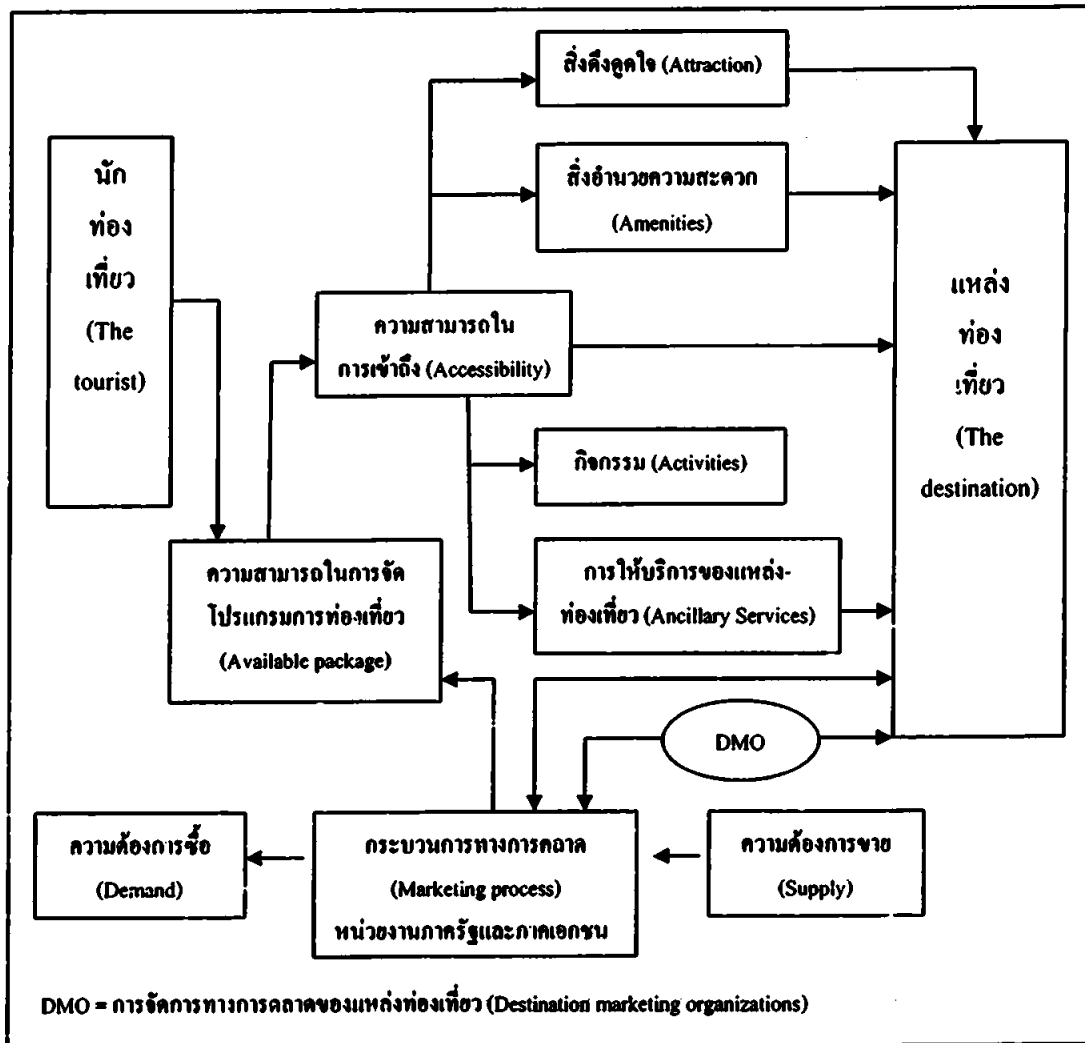 สิ่งดึงดูดใจ (Attraction)
นัก
ท่อง
เที่ยว
(The
tourist)
สิ่งอำนวยความสะดวก
(Amenities)
แหล่ง
ท่อง
เที่ยว
(The
destination)
ความสามารถใน
การเข้าถึง (Accessibility)
กิจกรรม (Activities)
ความสามารถในการจัด
โปรแกรมการท่องเที่ยว
(Available package)
การให้บริการของแหล่ง-
ท่องเที่ยว (Ancillary Services)
DMO
ความต้องการซื้อ
(Demand)
กระบวนการทางการตลาด
(Marketing process)
หน่วยงานภาครัฐและภาคเอกชน
ความต้องการขาย
(Supply)
DMO = การจัดการทางการตลาดของแหล่งท่องเที่ยว (Destination marketing organizations)